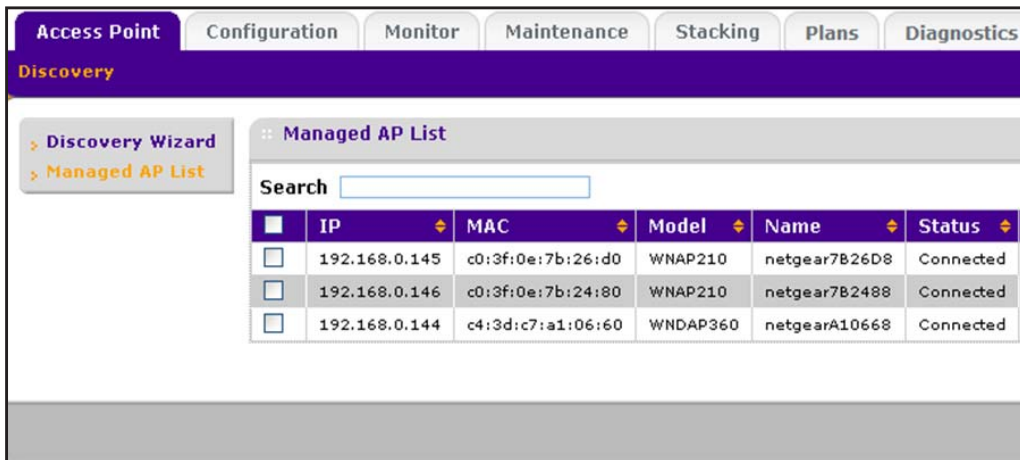 Access Point Configuration Monitor Maintenance Stacking Plans Diagnostics
Discovery
Discovery Wizard
Managed AP List
Managed AP List
Search
IP MAC Model Name Status
192.168.0.145 c0:3f:0e:7b:26:d0 WNAP210 netgear7B26D8 Connected
192.168.0.146 c0:3f:0e:7b:24:80 WNAP210 netgear7B2488 Connected
192.168.0.144 c4:3d:c7:a1:06:60 WNDAP360 netgearA10668 Connected